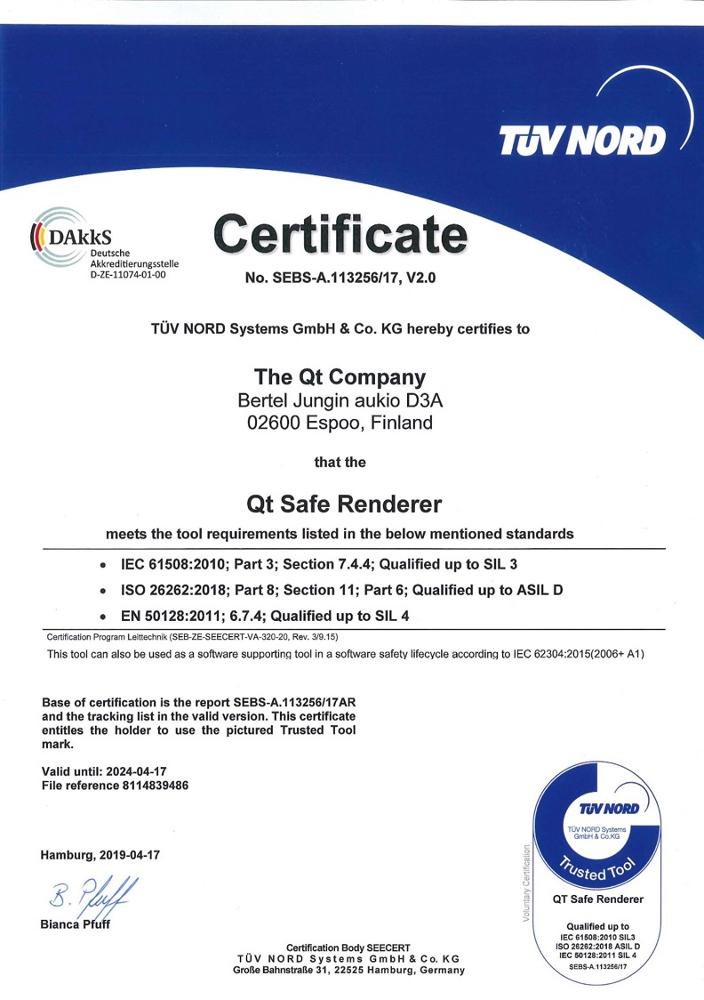 TÜV NORD
DAkkS
Deutsche
Akkreditierungsstelle
D-ZE-11074-01-00
Certificate
No. SEBS-A.113256/17, V2.0
TÜV NORD Systems GmbH & Co. KG hereby certifies to
The Qt Company
Bertel Jungin aukio D3A
02600 Espoo, Finland
that the
Qt Safe Renderer
meets the tool requirements listed in the below mentioned standards
• IEC 61508:2010; Part 3; Section 7.4.4; Qualified up to SIL 3
• ISO 26262:2018; Part 8; Section 11; Part 6; Qualified up to ASIL D
• EN 50128:2011; 6.7.4; Qualified up to SIL 4
Certification Program Leittechnik (SEB-ZE-SEECERT-VA-320-20, Rev. 3/9.15)
This tool can also be used as a software supporting tool in a software safety lifecycle according to IEC 62304:2015(2006+ A1)
Base of certification is the report SEBS-A.113256/17AR
and the tracking list in the valid version. This certificate
entitles the holder to use the pictured Trusted Tool
mark.
Valid until: 2024-04-17
File reference 8114839486
Hamburg, 2019-04-17
B. Pfuff
Bianca Pfuff
TÜV NORD
TÜV NORD Systems
GmbH & Co.KG
Trusted Tool
Voluntary Certification
QT Safe Renderer
Qualified up to
IEC 61508:2010 SIL3
ISO 26262:2018 ASIL D
IEC 50128:2011 SIL 4
SEBS-A.113256/17
Certification Body SEECERT
TÜV NORD Systems GmbH & Co. KG
Große Bahnstraße 31, 22525 Hamburg, Germany